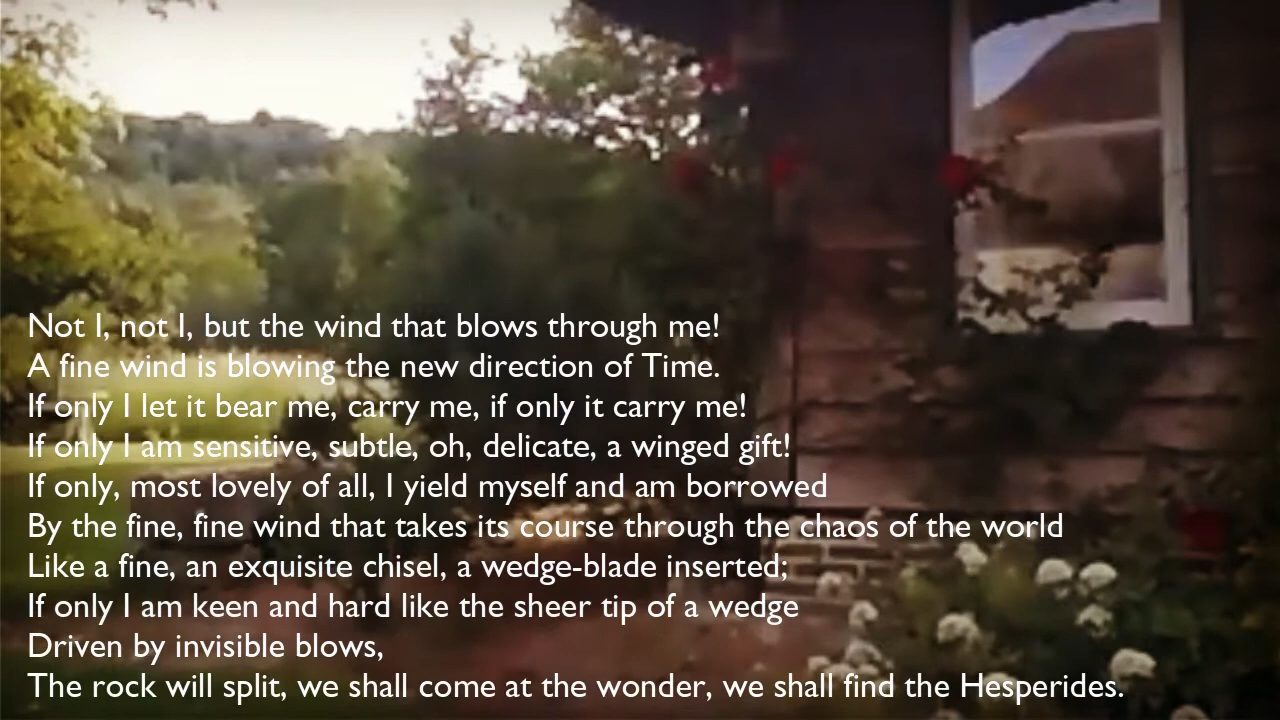 Not I, not I, but the wind that blows through me!
A fine wind is blowing the new direction of Time.
If only I let it bear me, carry me, if only it carry me!
If only I am sensitive, subtle, oh, delicate, a winged gift!
If only, most lovely of all, I yield myself and am borrowed
By the fine, fine wind that takes its course through the chaos of the world
Like a fine, an exquisite chisel, a wedge-blade inserted;
If only I am keen and hard like the sheer tip of a wedge
Driven by invisible blows,
The rock will split, we shall come at the wonder, we shall find the Hesperides.